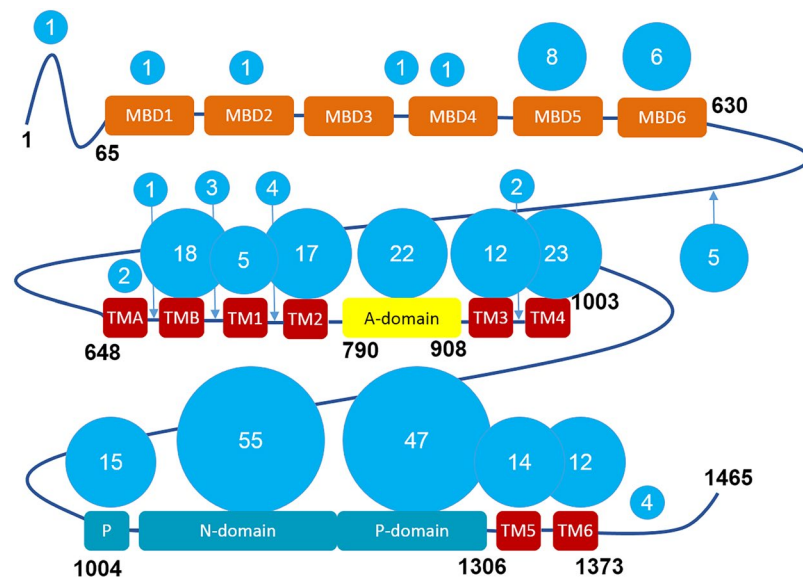 1
1 1 1 1 8 6
MBD1 MBD2 MBD3 MBD4 MBD5 MBD6 630
1 65
1 3 4 2
18 5 17 22 12 23 5
2
TMA TMB TM1 TM2 A-domain TM3 TM4 1003
648 790 908
15 55 47 14 12
4 1465
P N-domain P-domain TM5 TM6
1004 1306 1373